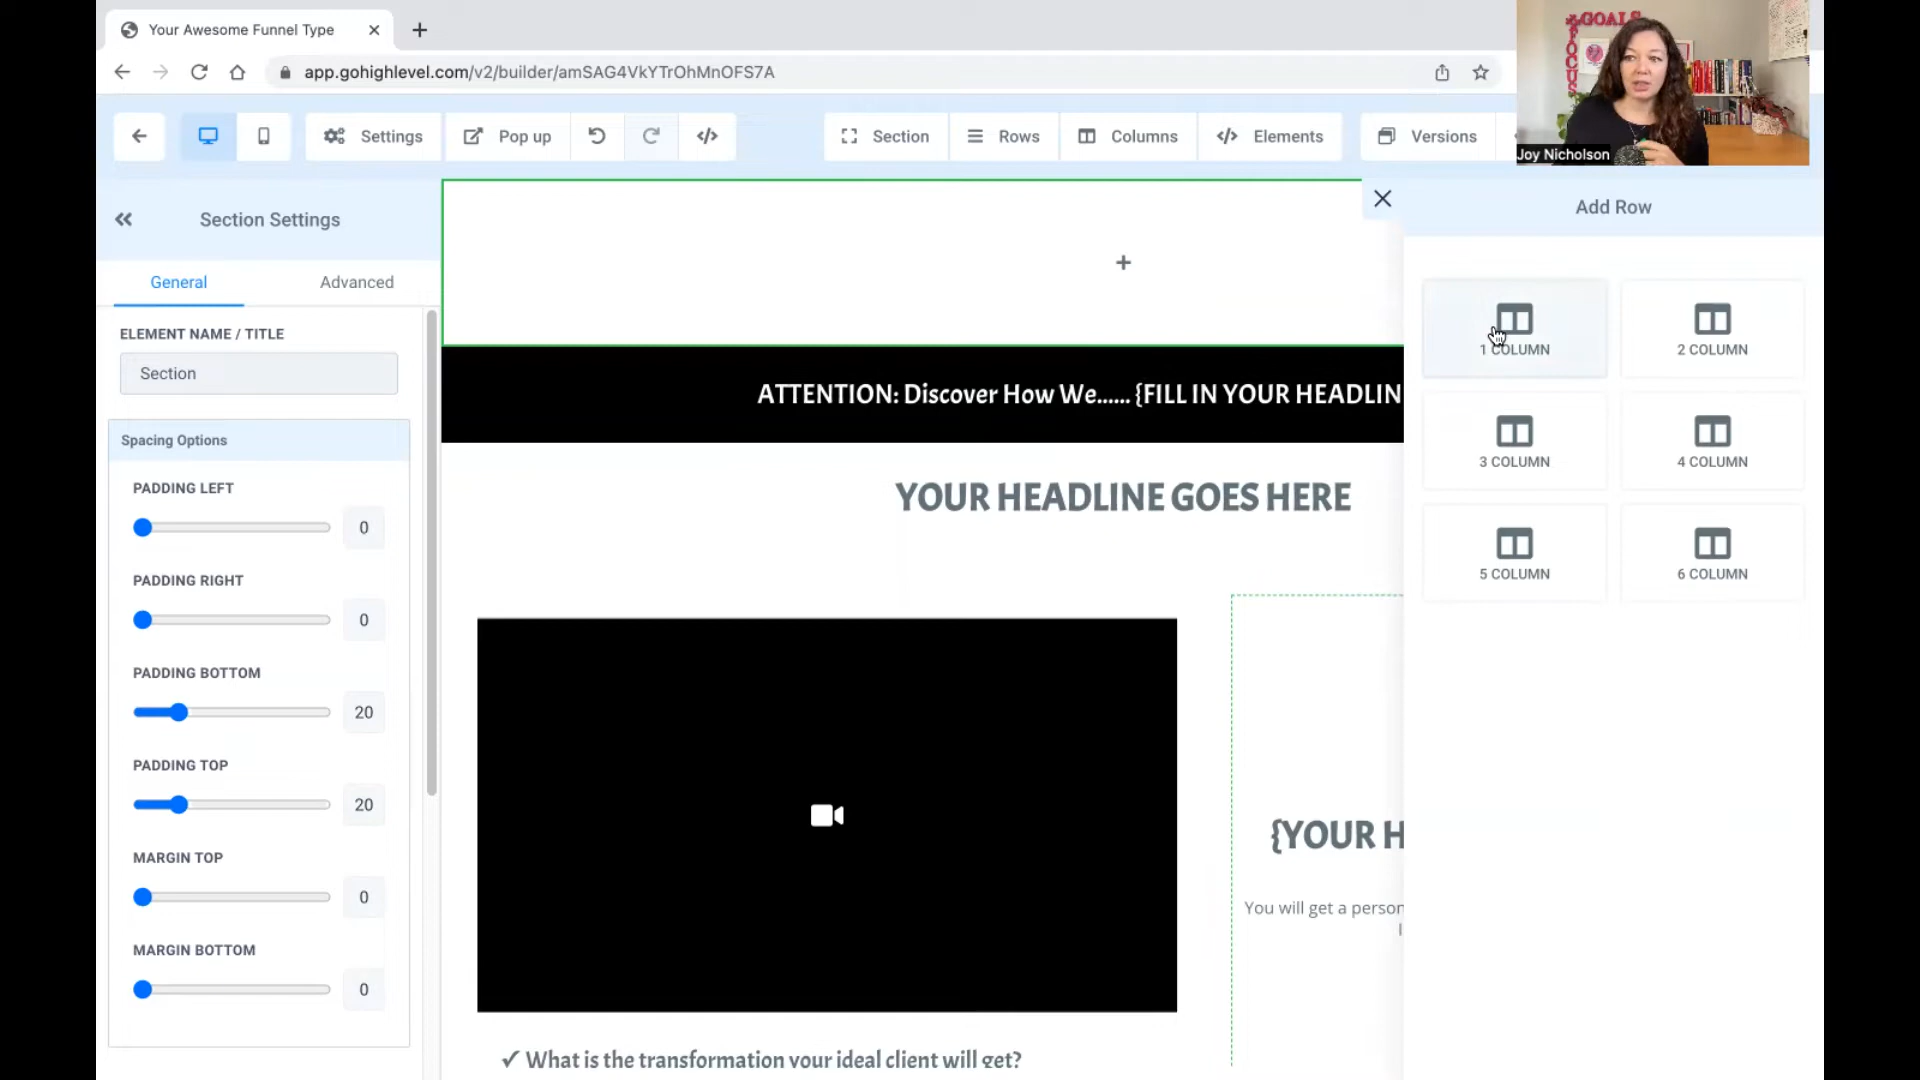 Your Awesome Funnel Type
app.gohighlevel.com/v2/builder/amSAG4VkYTrOhMnOFS7A
GOALS
FOCUS
Joy Nicholson
Settings
Pop up
Section
Rows
Columns
Elements
Versions
Section Settings
General
Advanced
ELEMENT NAME / TITLE
Section
Spacing Options
PADDING LEFT
0
PADDING RIGHT
0
PADDING BOTTOM
20
PADDING TOP
20
MARGIN TOP
0
MARGIN BOTTOM
0
ATTENTION: Discover How We...... {FILL IN YOUR HEADLIN
YOUR HEADLINE GOES HERE
{YOUR H
You will get a person
✓ What is the transformation your ideal client will get?
Add Row
1 COLUMN
2 COLUMN
3 COLUMN
4 COLUMN
5 COLUMN
6 COLUMN